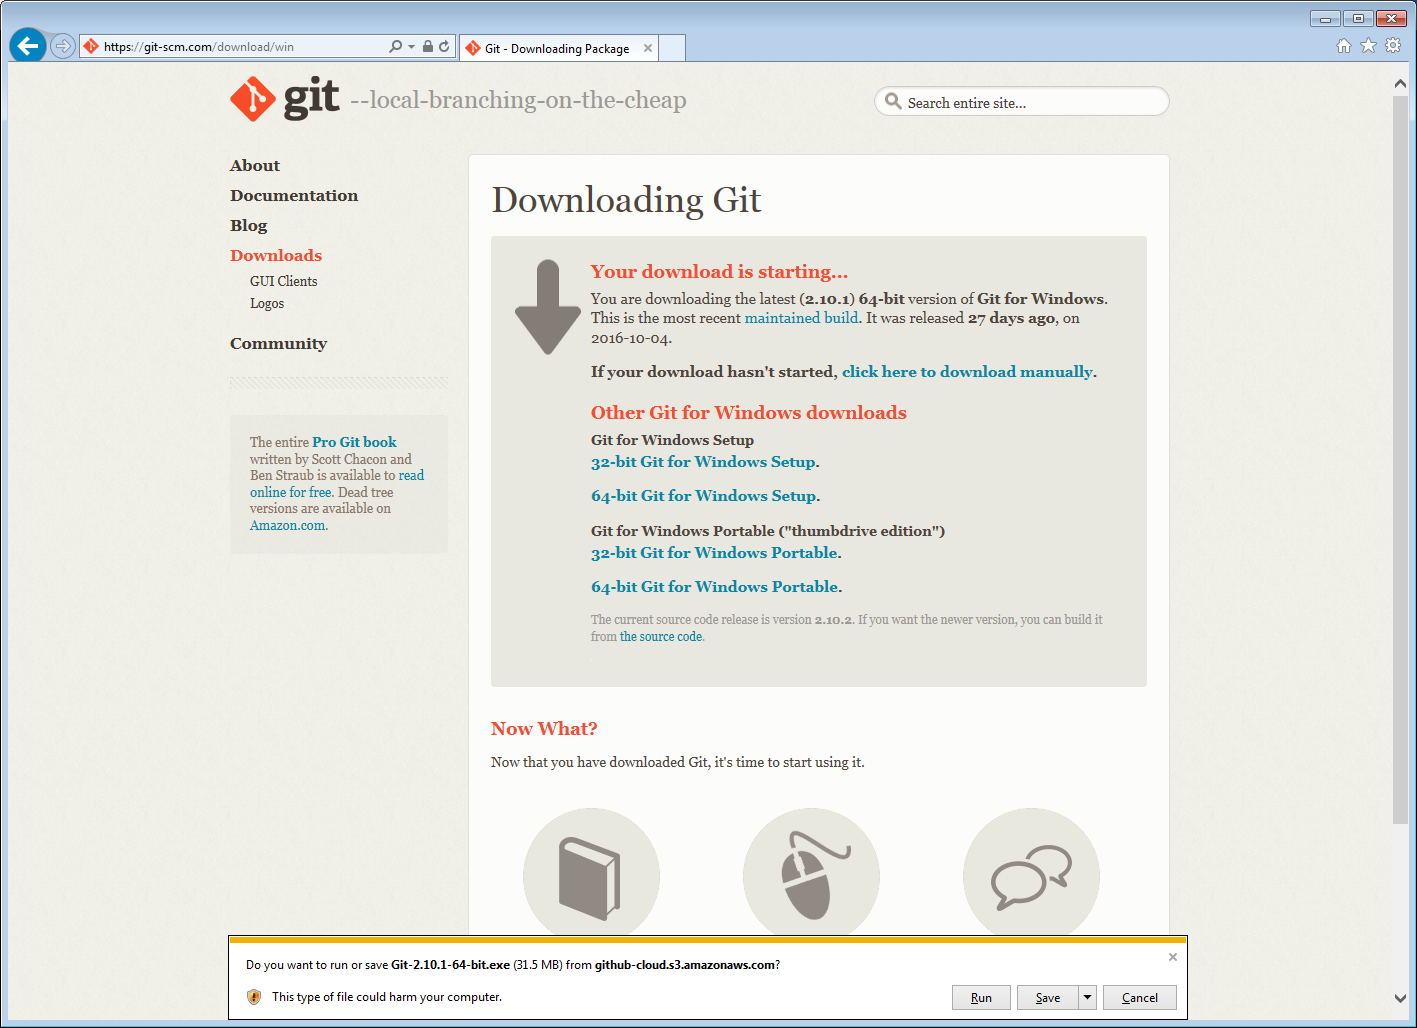 https://git-scm.com/download/win
Git - Downloading Package
git --local-branching-on-the-cheap
Search entire site...
About
Documentation
Blog
Downloads
GUI Clients
Logos
Community
The entire Pro Git book
written by Scott Chacon and
Ben Straub is available to read
online for free. Dead tree
versions are available on
Amazon.com.
Downloading Git
Your download is starting...
You are downloading the latest (2.10.1) 64-bit version of Git for Windows.
This is the most recent maintained build. It was released 27 days ago, on
2016-10-04.
If your download hasn't started, click here to download manually.
Other Git for Windows downloads
Git for Windows Setup
32-bit Git for Windows Setup.
64-bit Git for Windows Setup.
Git for Windows Portable ("thumbdrive edition")
32-bit Git for Windows Portable.
64-bit Git for Windows Portable.
The current source code release is version 2.10.2. If you want the newer version, you can build it
from the source code.
Now What?
Now that you have downloaded Git, it's time to start using it.
Do you want to run or save Git-2.10.1-64-bit.exe (31.5 MB) from github-cloud.s3.amazonaws.com?
This type of file could harm your computer.
Run
Save
Cancel